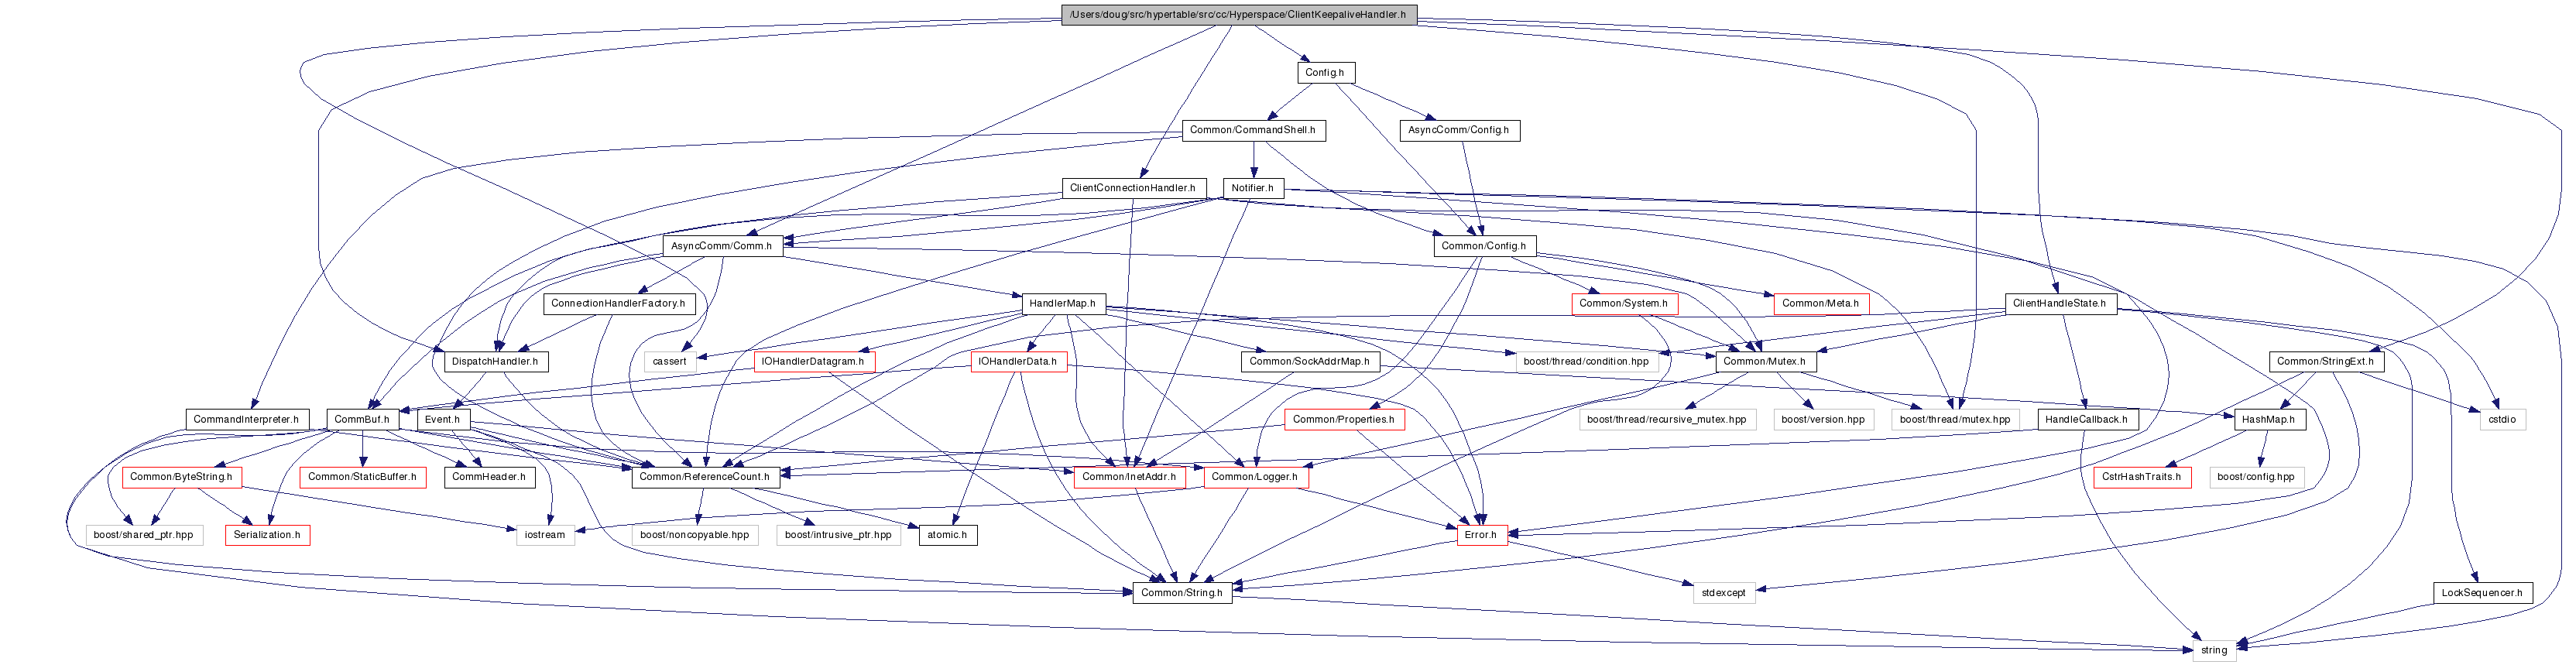 /Users/doug/src/hypertable/src/cc/Hyperspace/ClientKeepaliveHandler.h
Config.h
Common/CommandShell.h
AsyncComm/Config.h
ClientConnectionHandler.h
Notifier.h
AsyncComm/Comm.h
Common/Config.h
ConnectionHandlerFactory.h
HandlerMap.h
Common/System.h
Common/Meta.h
ClientHandleState.h
DispatchHandler.h
cassert
IOHandlerDatagram.h
IOHandlerData.h
Common/SockAddrMap.h
boost/thread/condition.hpp
Common/Mutex.h
Common/StringExt.h
CommandInterpreter.h
CommBuf.h
Event.h
Common/Properties.h
boost/thread/recursive_mutex.hpp
boost/version.hpp
boost/thread/mutex.hpp
HandleCallback.h
HashMap.h
cstdio
Common/ByteString.h
Common/StaticBuffer.h
CommHeader.h
Common/ReferenceCount.h
Common/InetAddr.h
Common/Logger.h
CstrHashTraits.h
boost/config.hpp
boost/shared_ptr.hpp
Serialization.h
iostream
boost/noncopyable.hpp
boost/intrusive_ptr.hpp
atomic.h
Error.h
Common/String.h
stdexcept
LockSequencer.h
string